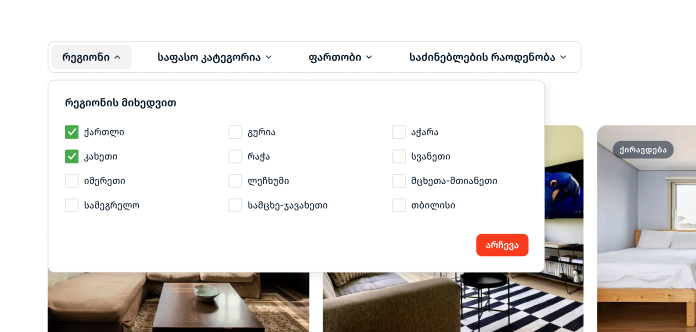 რეგიონი საფასო კატეგორია ფართობი საძინებლების რაოდენობა
რეგიონის მიხედვით
ქართლი გურია აჭარა
კახეთი რაჭა სვანეთი
იმერეთი ლეჩხუმი მცხეთა-მთიანეთი
სამეგრელო სამცხე-ჯავახეთი თბილისი
არჩევა
ქირავდება